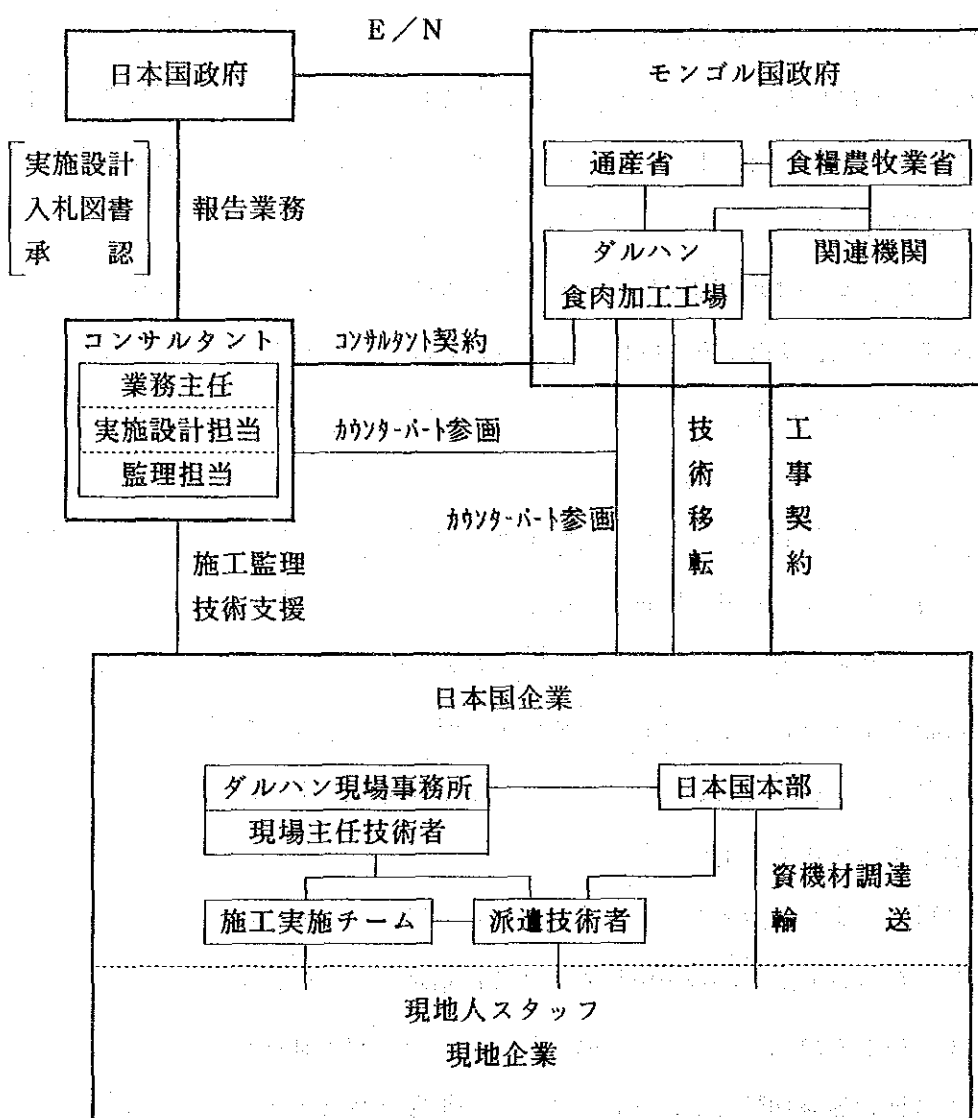 E／N
日本国政府
モンゴル国政府
通産省
食糧農牧業省
実施設計
入札図書
承　　認
報告業務
ダルハン
食肉加工工場
関連機関
コンサルタント
業務主任
実施設計担当
監理担当
コンサルタント契約
カウンターパート参画
カウンターパート参画
技術移転
工事契約
施工監理
技術支援
日本国企業
ダルハン現場事務所
現場主任技術者
日本国本部
資機材調達
輸　　送
施工実施チーム
派遣技術者
現地人スタッフ
現地企業